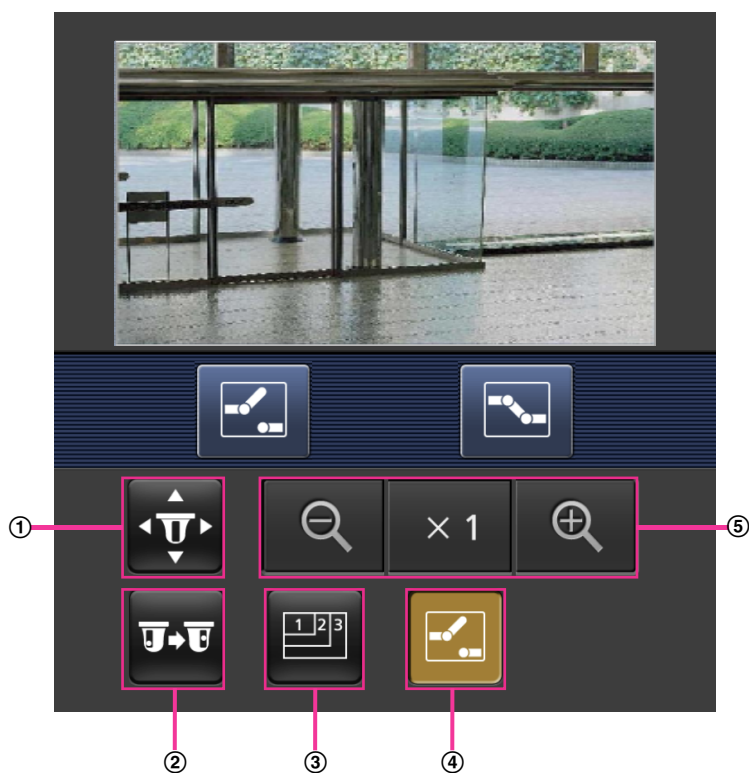 ① × 1 ⑤
1 2 3
② ③ ④